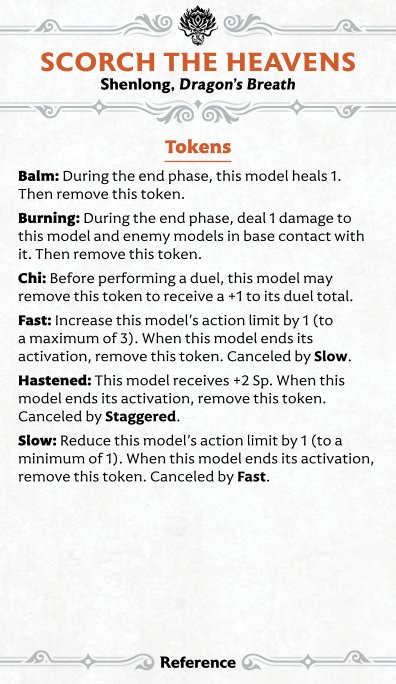 SCORCH THE HEAVENS
Shenlong, Dragon's Breath
Tokens
Balm: During the end phase, this model heals 1.
Then remove this token.
Burning: During the end phase, deal 1 damage to
this model and enemy models in base contact with
it. Then remove this token.
Chi: Before performing a duel, this model may
remove this token to receive a +1 to its duel total.
Fast: Increase this model's action limit by 1 (to
a maximum of 3). When this model ends its
activation, remove this token. Canceled by Slow.
Hastened: This model receives +2 Sp. When this
model ends its activation, remove this token.
Canceled by Staggered.
Slow: Reduce this model's action limit by 1 (to a
minimum of 1). When this model ends its activation,
remove this token. Canceled by Fast.
Reference